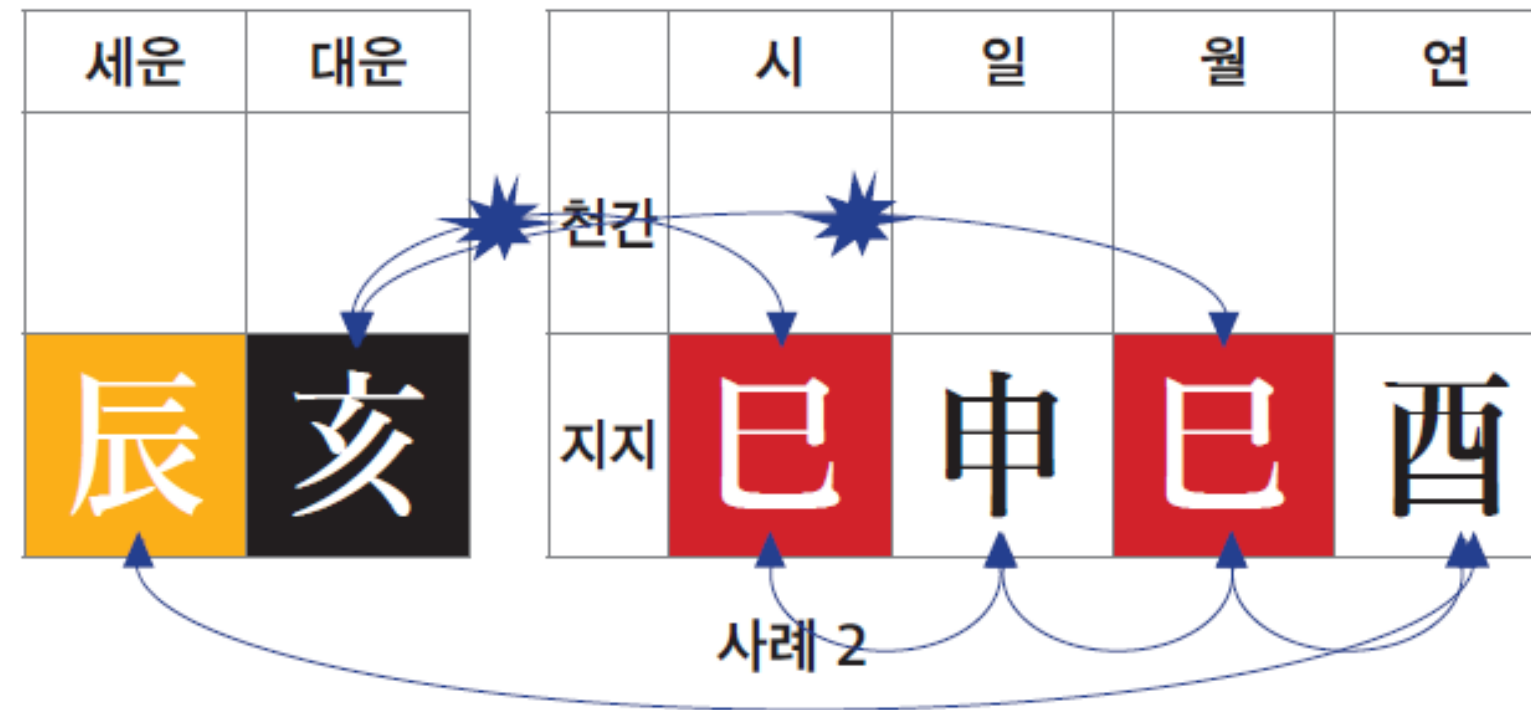 세운 대운 시 일 월 연
천간
辰 亥 지지 巳 申 巳 酉
사례 2